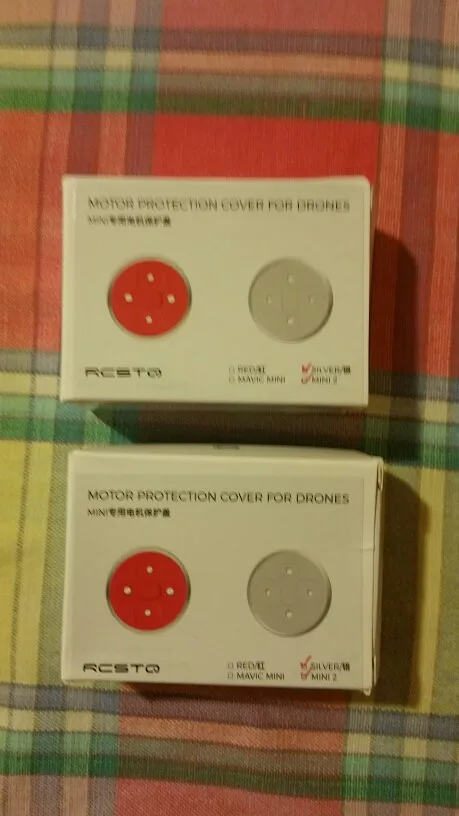 MOTOR PROTECTION COVER FOR DRONES
MINI专用电机保护盖
RCSTQ
RED/红 SILVER/银
MAVIC MINI MINI 2
MOTOR PROTECTION COVER FOR DRONES
MINI专用电机保护盖
RCSTQ
RED/红 SILVER/银
MAVIC MINI MINI 2